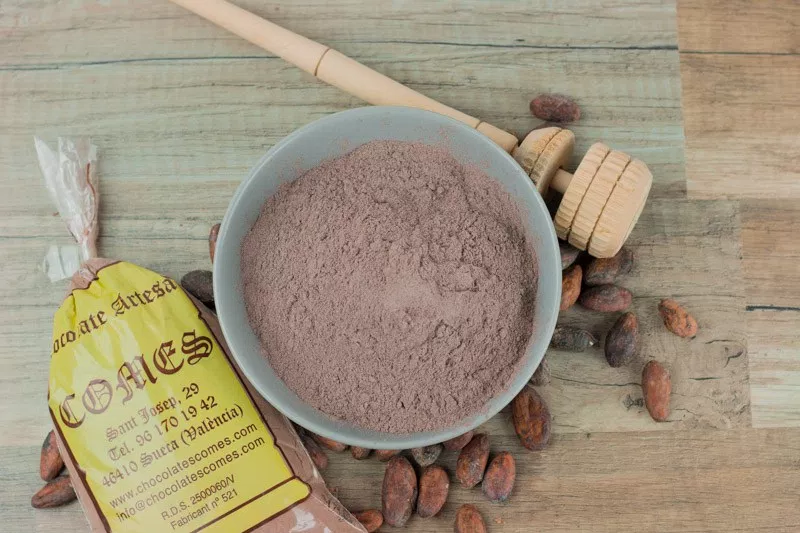 ocolate Artesa
COMES
Sant Josep, 29
Tel. 96 170 19 42
46410 Sueca (València)
www.chocolatescomes.com
info@chocolatescomes.com
R.D.S. 2500060/V
Fabricant nº 521